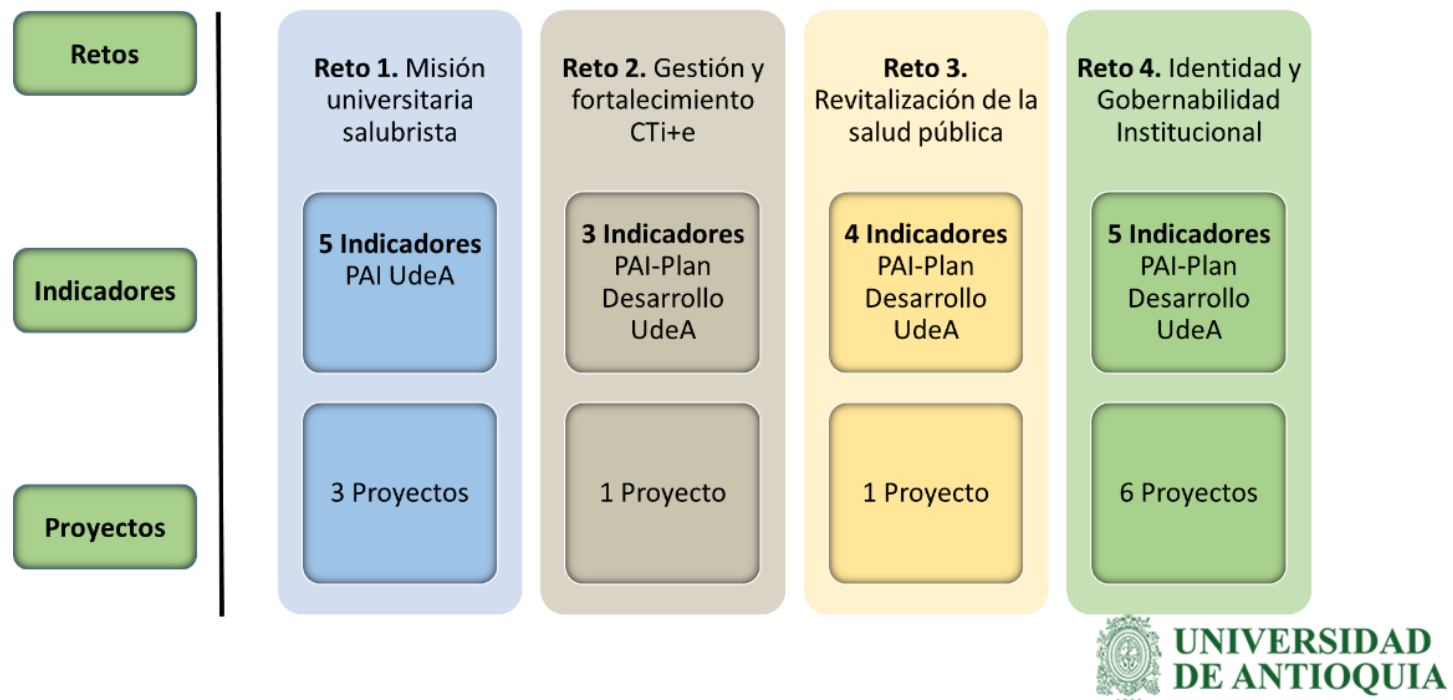 Retos
Reto 1. Misión
universitaria
salubrista
Reto 2. Gestión y
fortalecimiento
CTi+e
Reto 3.
Revitalización de la
salud pública
Reto 4. Identidad y
Gobernabilidad
Institucional
Indicadores
5 Indicadores
PAI UdeA
3 Indicadores
PAI-Plan
Desarrollo
UdeA
4 Indicadores
PAI-Plan
Desarrollo
UdeA
5 Indicadores
PAI-Plan
Desarrollo
UdeA
Proyectos
3 Proyectos
1 Proyecto
1 Proyecto
6 Proyectos
UNIVERSIDAD
DE ANTIOQUIA